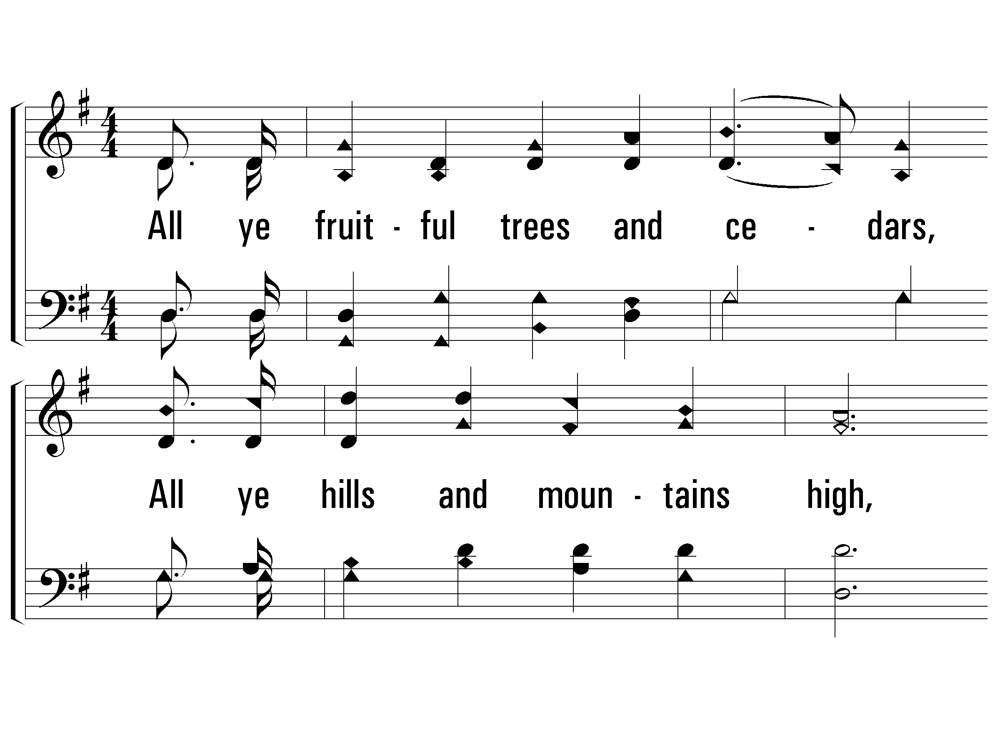 All ye fruit - ful trees and ce - dars,
All ye hills and moun - tains high,